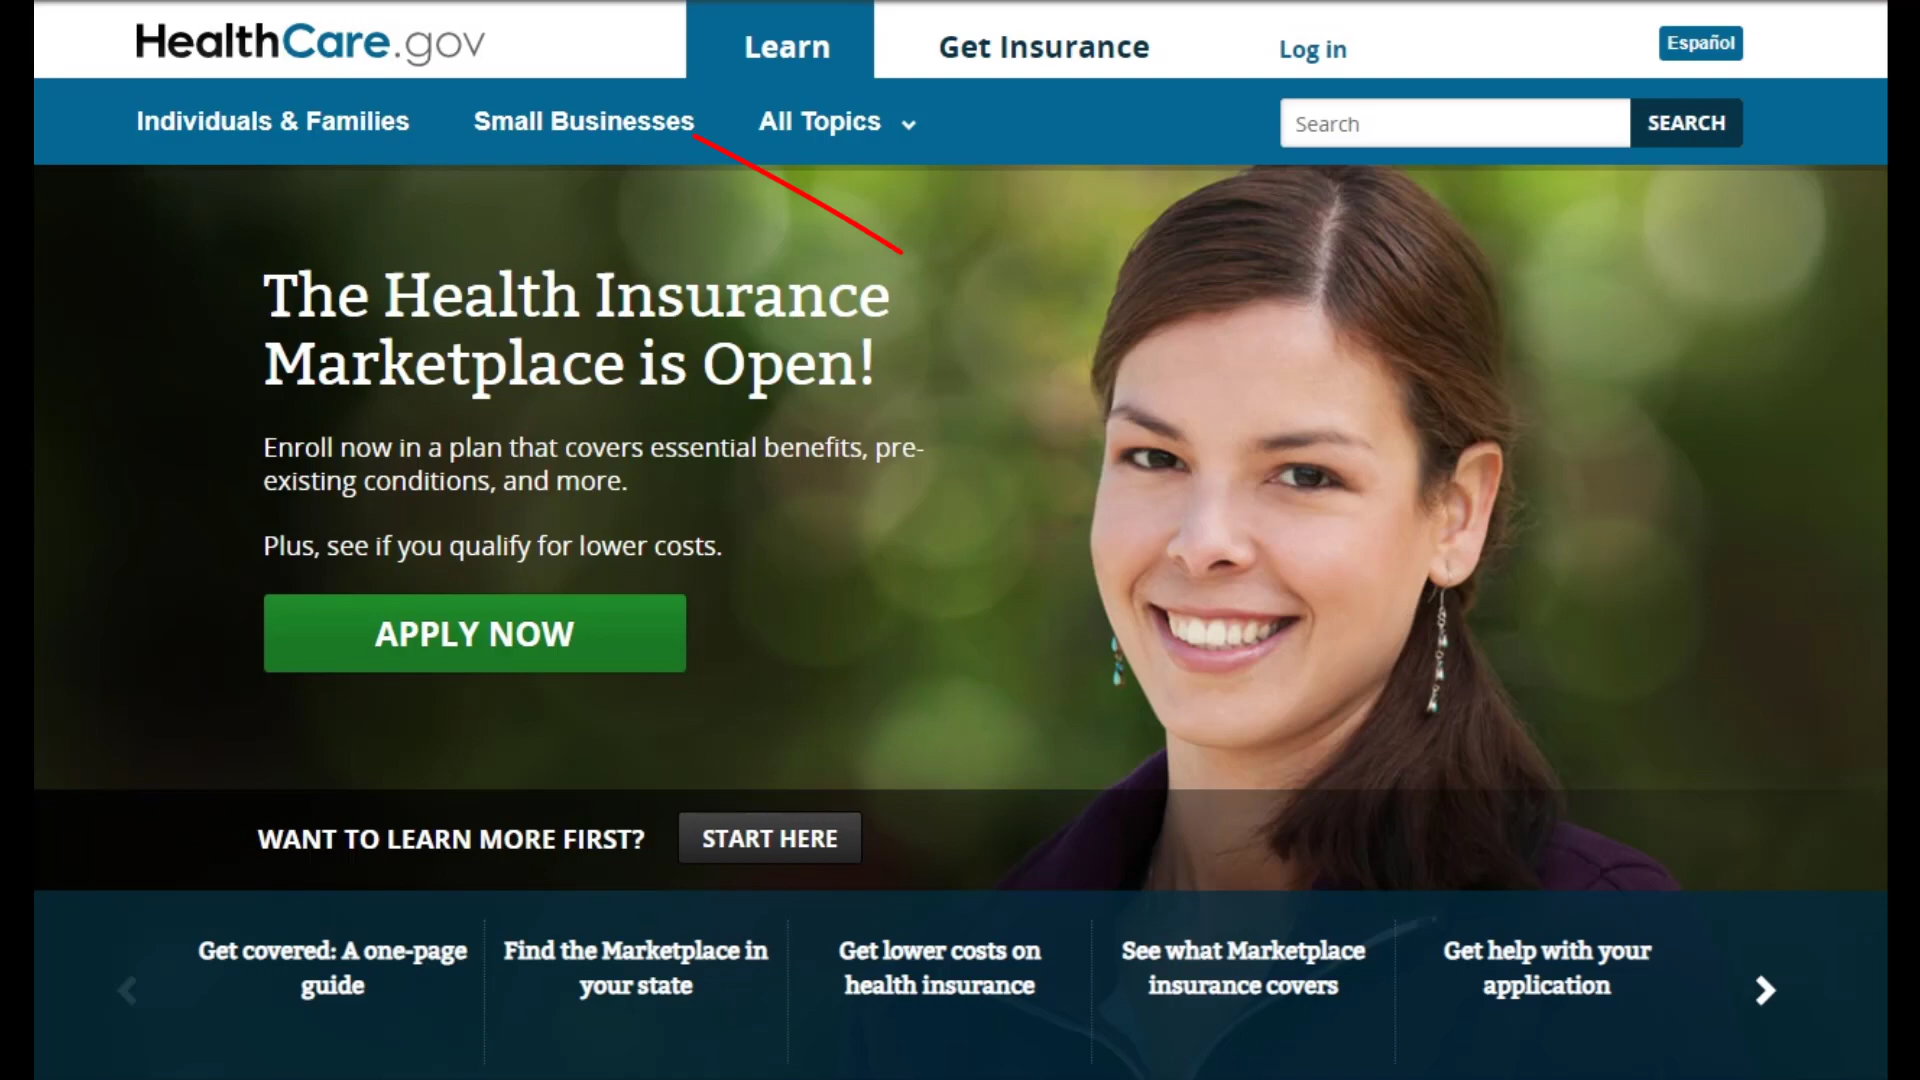 HealthCare.gov
Learn
Get Insurance
Log in
Español
Individuals & Families
Small Businesses
All Topics
Search
SEARCH
The Health Insurance
Marketplace is Open!
Enroll now in a plan that covers essential benefits, pre-
existing conditions, and more.
Plus, see if you qualify for lower costs.
APPLY NOW
WANT TO LEARN MORE FIRST?
START HERE
Get covered: A one-page
guide
Find the Marketplace in
your state
Get lower costs on
health insurance
See what Marketplace
insurance covers
Get help with your
application